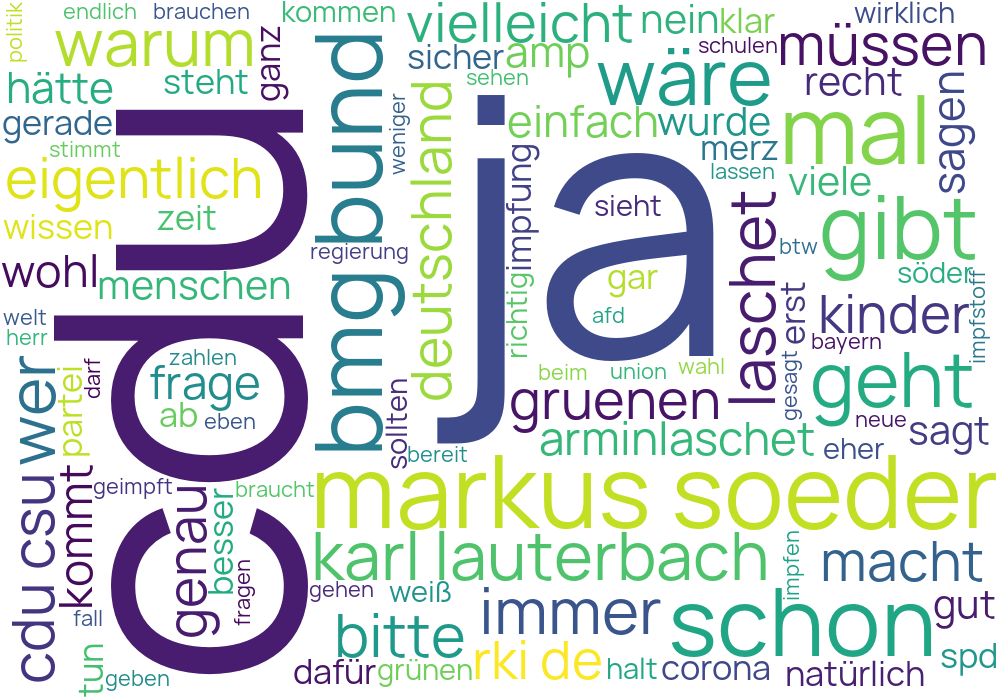 politik
endlich
brauchen
kommen
vielleicht
nein
klar
wirklich
warum
ganz
sicher
amp
schulen
müssen
hätte
steht
sehen
wäre
recht
gerade
weniger
deutschland
einfach
wurde
mal
sagen
stimmt
merz
eigentlich
bmg bund
impfung
lassen
viele
wissen
zeit
cdu
ja
sieht
laschet
gibt
btw
wohl
menschen
regierung
richtig
gar
söder
erst
kinder
impfstoff
welt
herr
afd
bayern
zahlen
frage
darf
partei
ab
eben
sollten
beim
union
wahl
gesagt
geht
cdu csu
wer
gruenen
neue
sagt
arminlaschet
eher
bereit
kommt
geimpft
genau
besser
braucht
markus soeder
fragen
gehen
karl lauterbach
impfen
macht
weiß
fall
immer
schon
gut
bitte
tun
geben
dafür
grünen
rki de
halt
corona
natürlich
spd